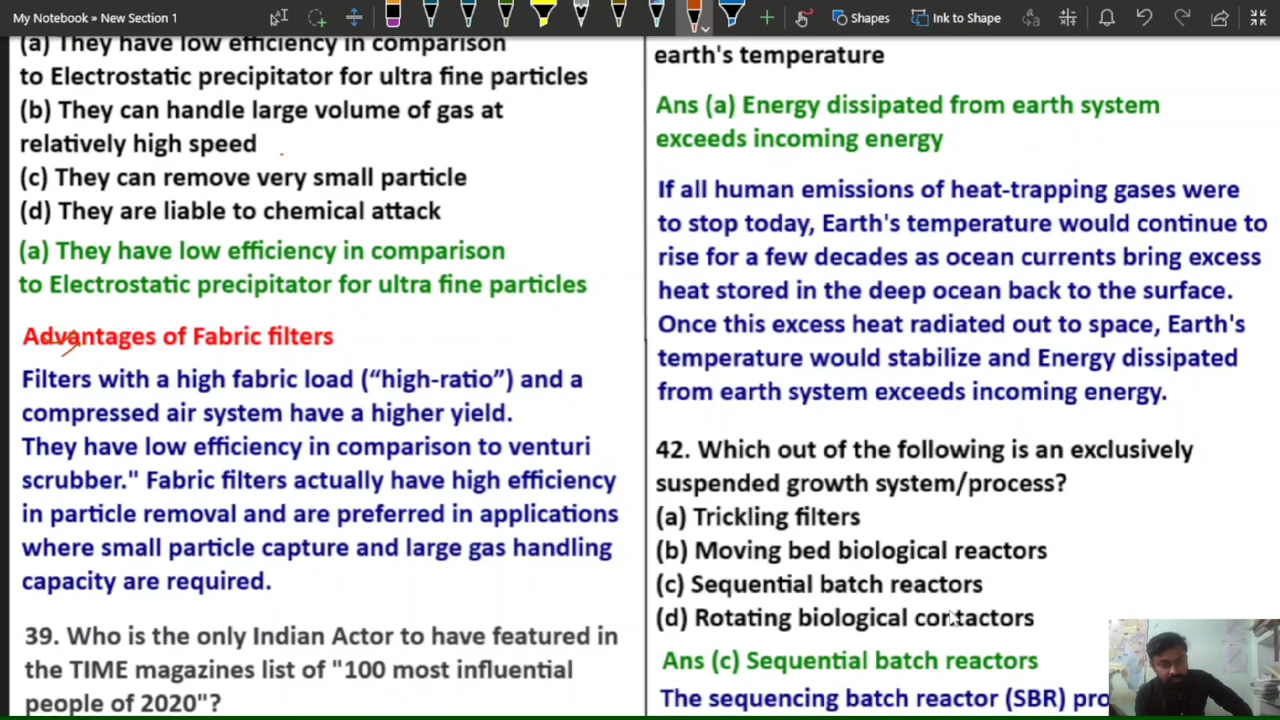 My Notebook » New Section 1
Shapes
Ink to Shape
(a) They have low efficiency in comparison
to Electrostatic precipitator for ultra fine particles
(b) They can handle large volume of gas at
relatively high speed
(c) They can remove very small particle
(d) They are liable to chemical attack
(a) They have low efficiency in comparison
to Electrostatic precipitator for ultra fine particles
Advantages of Fabric filters
Filters with a high fabric load (“high-ratio”) and a
compressed air system have a higher yield.
They have low efficiency in comparison to venturi
scrubber." Fabric filters actually have high efficiency
in particle removal and are preferred in applications
where small particle capture and large gas handling
capacity are required.
39. Who is the only Indian Actor to have featured in
the TIME magazines list of "100 most influential
people of 2020"?
earth's temperature
Ans (a) Energy dissipated from earth system
exceeds incoming energy
If all human emissions of heat-trapping gases were
to stop today, Earth's temperature would continue to
rise for a few decades as ocean currents bring excess
heat stored in the deep ocean back to the surface.
Once this excess heat radiated out to space, Earth's
temperature would stabilize and Energy dissipated
from earth system exceeds incoming energy.
42. Which out of the following is an exclusively
suspended growth system/process?
(a) Trickling filters
(b) Moving bed biological reactors
(c) Sequential batch reactors
(d) Rotating biological contactors
Ans (c) Sequential batch reactors
The sequencing batch reactor (SBR) pro